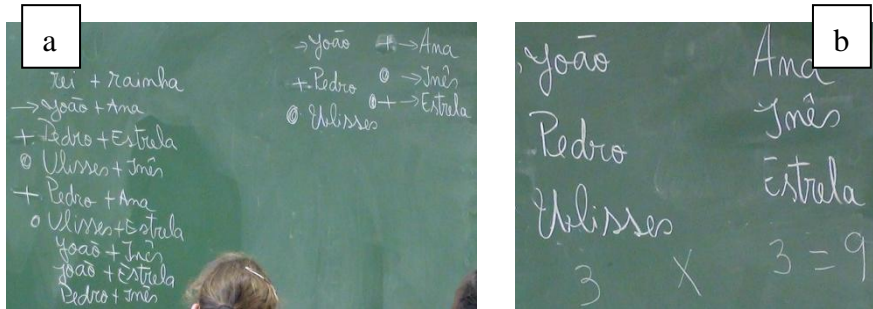 a
rei + rainha
→ João + Ana
+ Pedro + Estrela
o Ulisses + Inês
+ Pedro + Ana
o Ulisses + Estrela
João + Inês
João + Estrela
Pedro + Inês
→ João + → Ana
+ Pedro o → Inês
o Ulisses o + → Estrela
b
João Ana
Pedro Inês
Ulisses Estrela
3 x 3 = 9